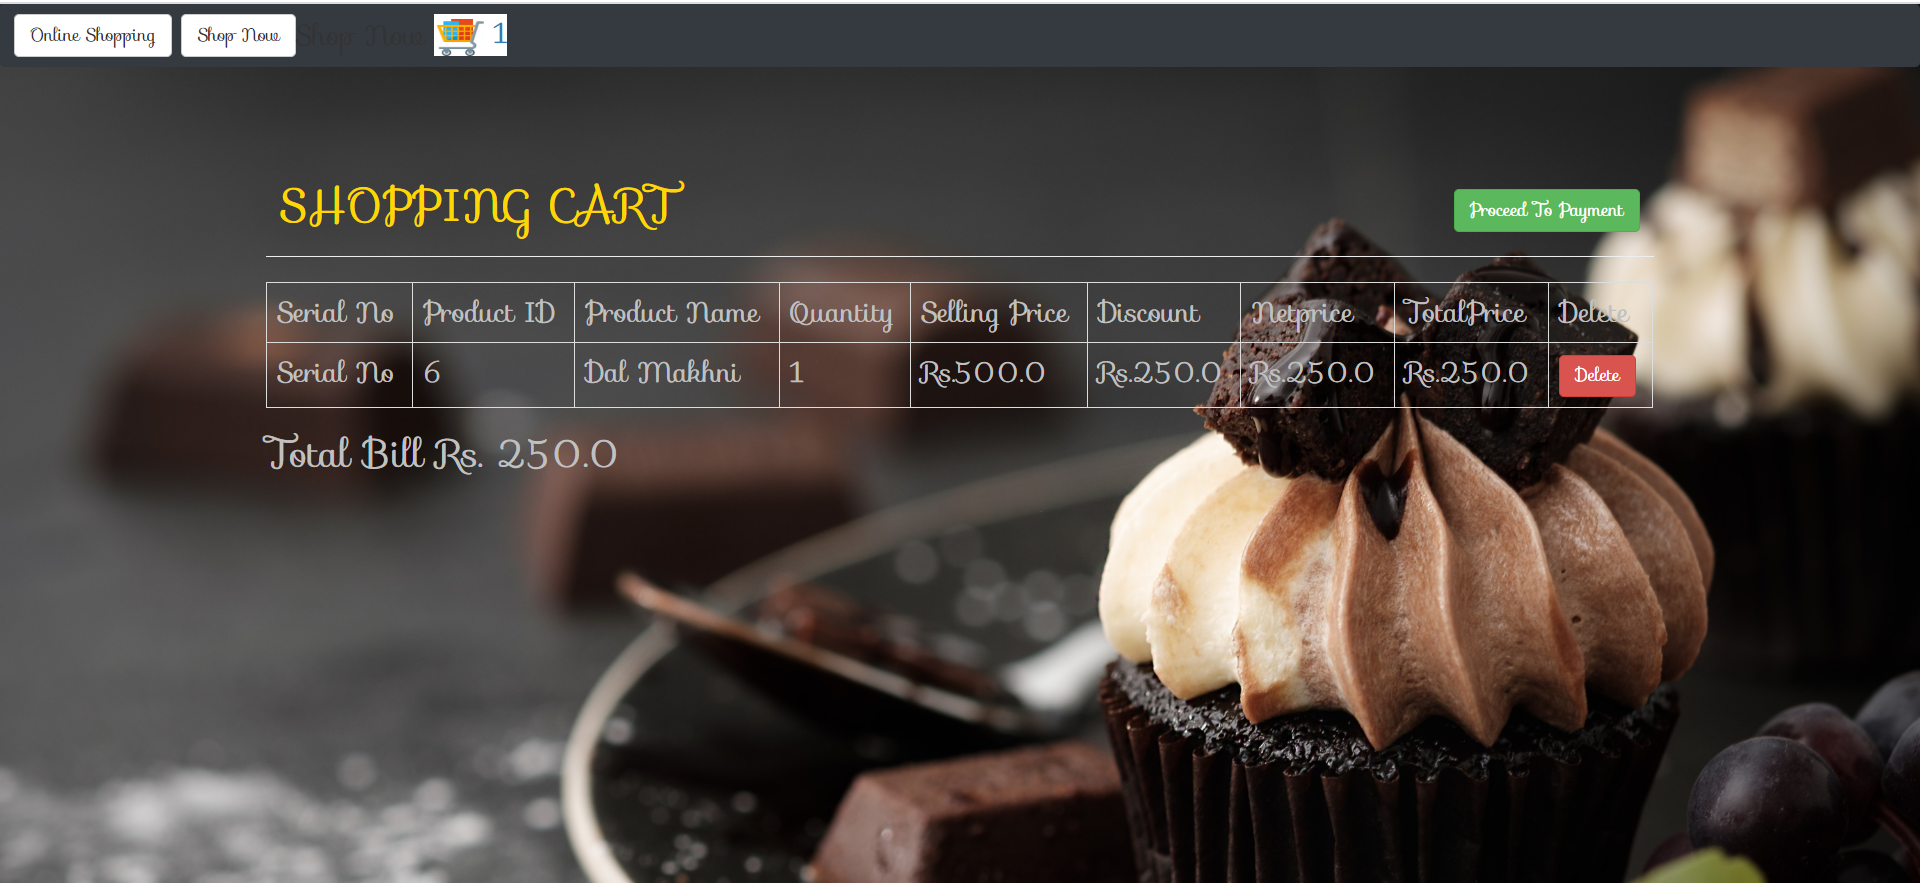 Online Shopping Shop Now Shop Now 1
SHOPPING CART
Proceed To Payment
Serial No Product ID Product Name Quantity Selling Price Discount Netprice TotalPrice Delete
Serial No 6 Dal Makhni 1 Rs.500.0 Rs.250.0 Rs.250.0 Rs.250.0 Delete
Total Bill Rs. 250.0